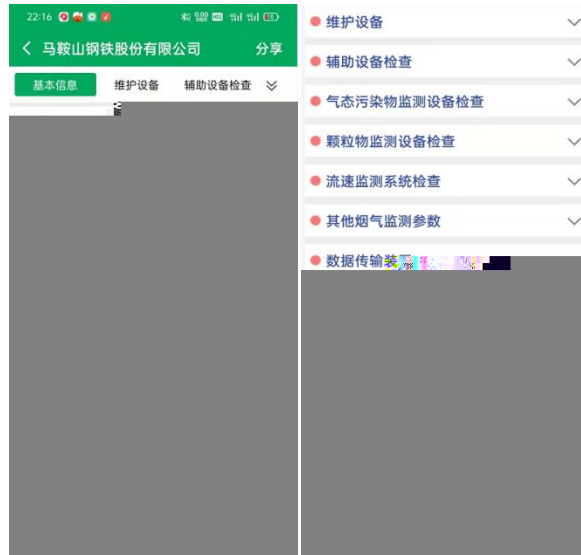 22:16
马鞍山钢铁股份有限公司
分享
基本信息 维护设备 辅助设备检查
维护设备
辅助设备检查
气态污染物监测设备检查
颗粒物监测设备检查
流速监测系统检查
其他烟气监测参数
数据传输装